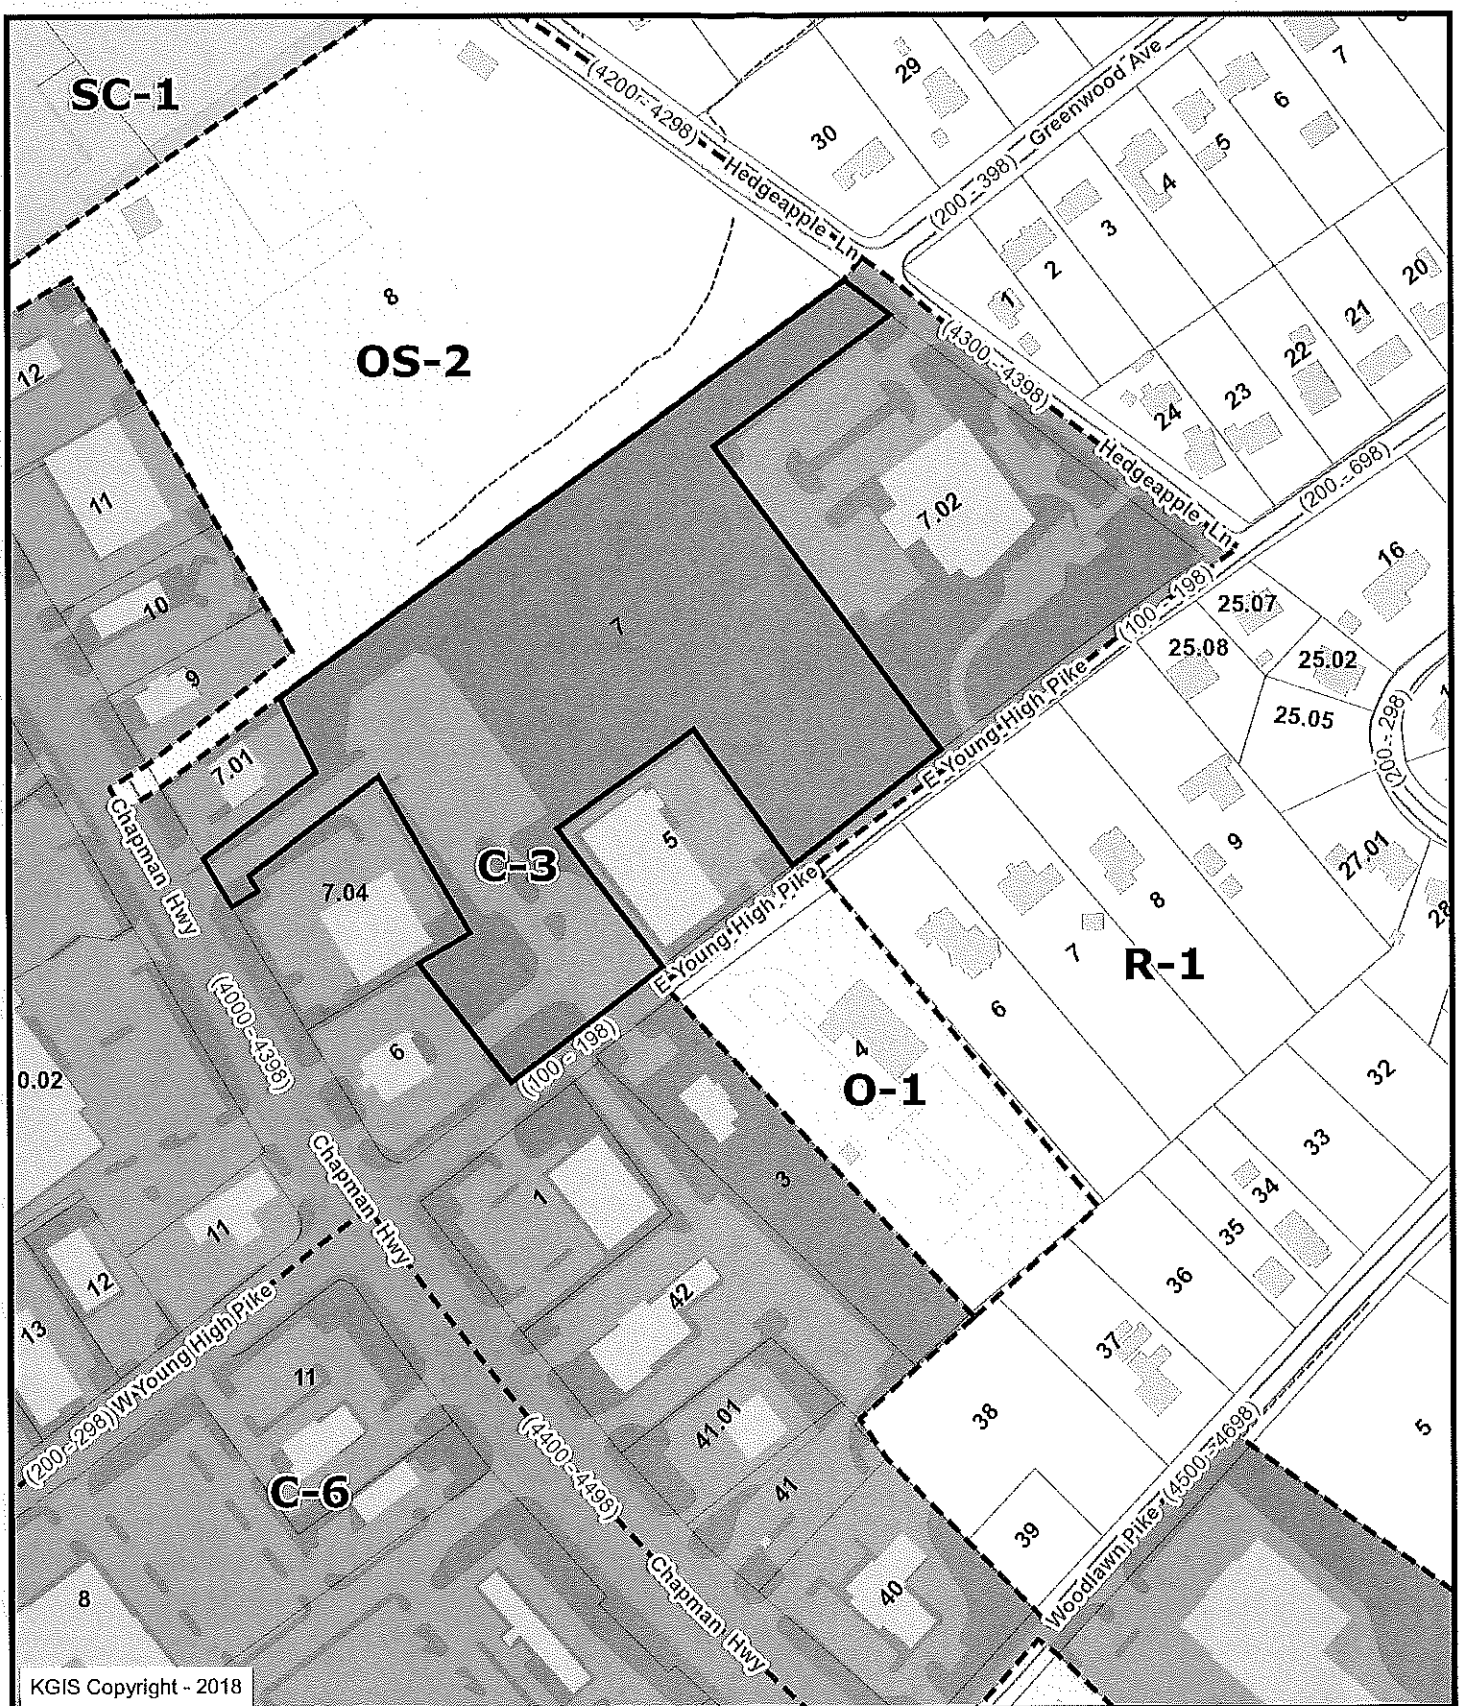 SC-1
(4200 - 4298)
Hedgeapple Ln
29
30
(200 - 398)
Greenwood Ave
7
6
5
4
3
2
1
20
21
22
23
24
8
OS-2
(4300 - 4398)
Hedgeapple Ln
(200 - 698)
12
11
10
9
7.02
7
(100 - 198)
E Young High Pike
16
25.07
25.08
25.02
25.05
(200 - 298)
7.01
Chapman Hwy
7.04
C-3
5
E Young High Pike
9
8
7
6
R-1
27.01
28
(4000 - 4398)
6
(100 - 198)
4
O-1
0.02
32
33
34
35
36
37
38
39
Chapman Hwy
1
3
11
12
13
42
W Young High Pike
(200 - 298)
11
C-6
41.01
41
40
(4400 - 4498)
Chapman Hwy
Woodlawn Pike
(4500 - 4698)
5
8
KGIS Copyright - 2018